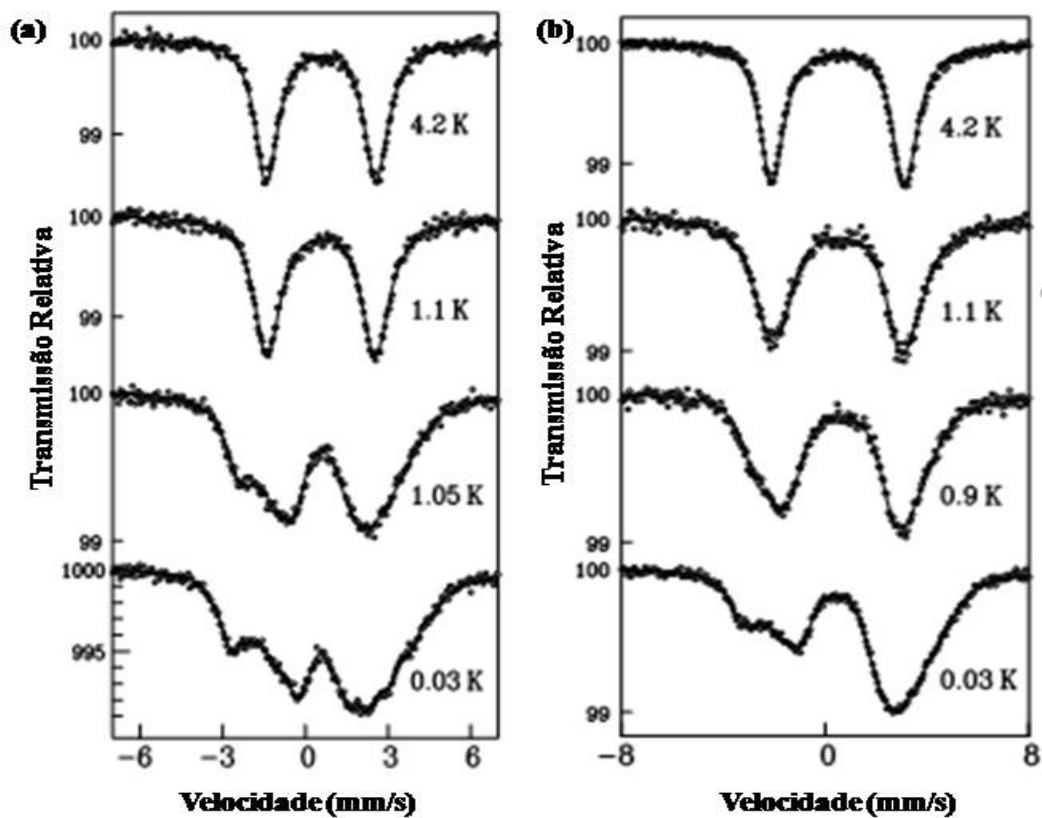 (a)
100
99
4.2 K
100
99
1.1 K
100
99
1.05 K
1000
995
0.03 K
−6 −3 0 3 6
Velocidade (mm/s)
Transmissão Relativa
(b)
100
99
4.2 K
100
99
1.1 K
100
99
0.9 K
100
99
0.03 K
−8 0 8
Velocidade (mm/s)
Transmissão Relativa